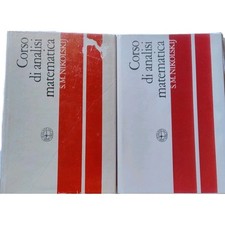 Corso
di analisi
matematica
S.M. NIKOL'SKIJ
Corso
di analisi
matematica
S.M. NIKOL'SKIJ